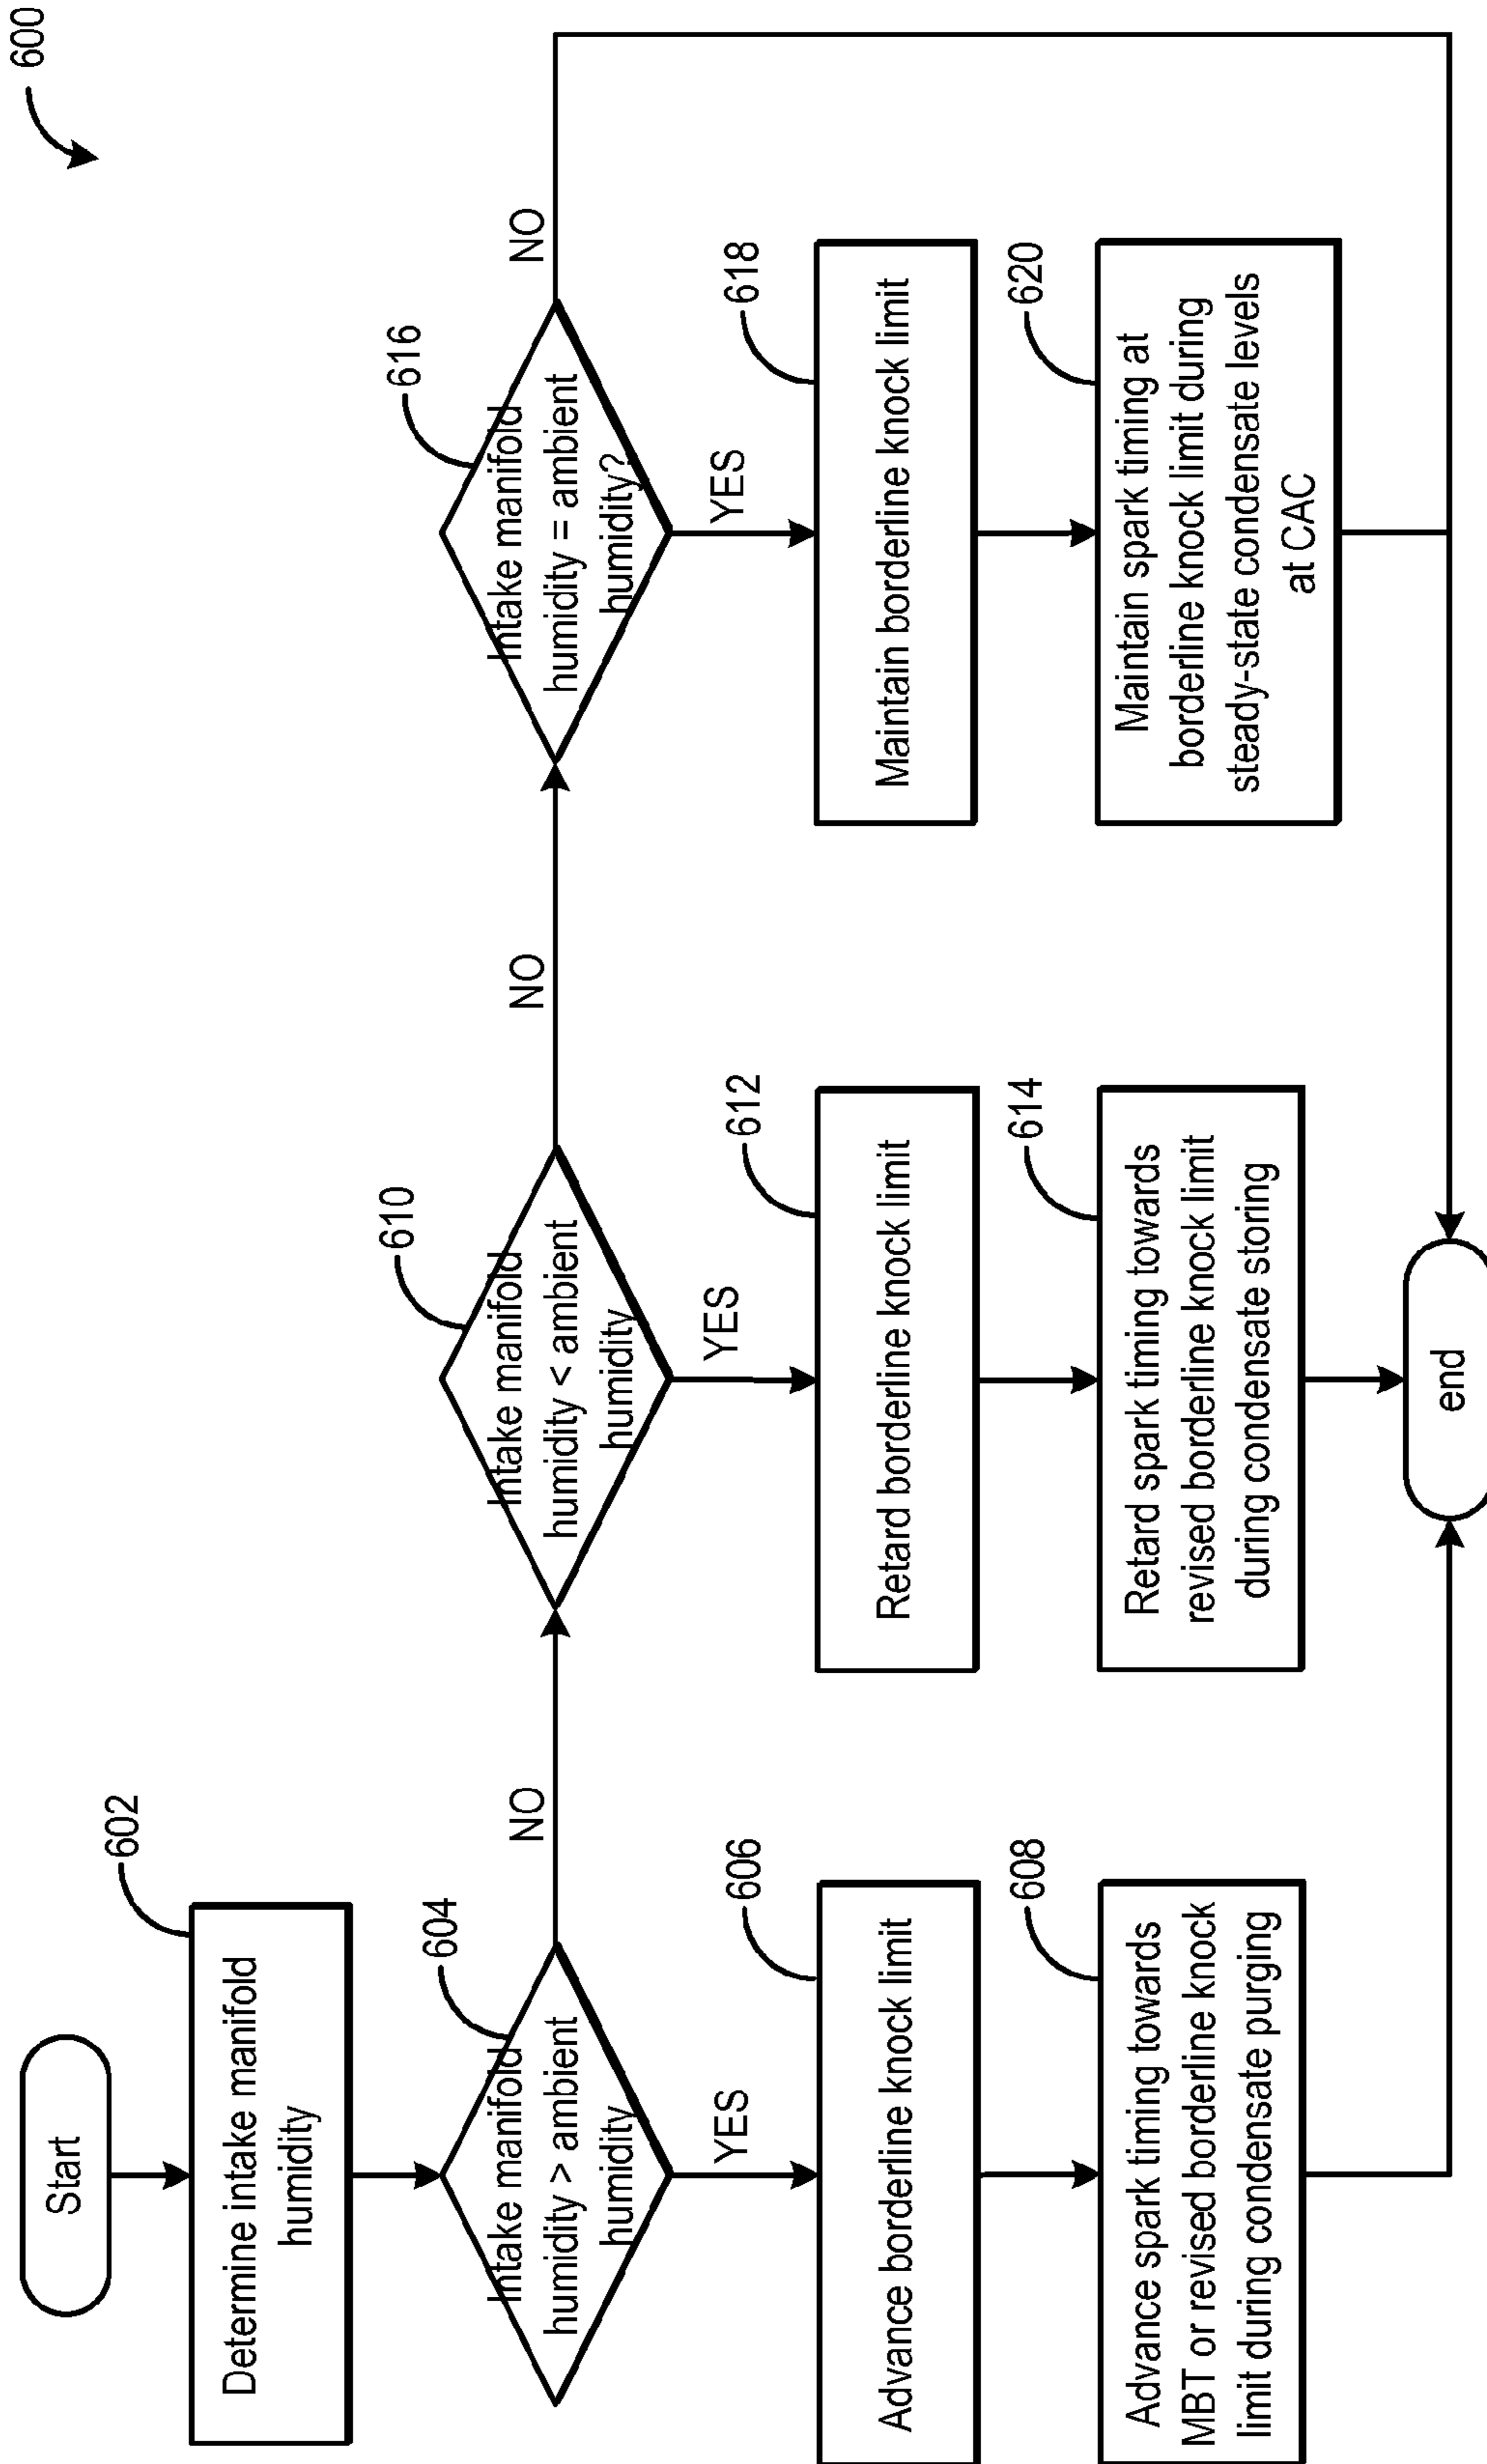 600
Start
602
Determine intake manifold
humidity
604
Intake manifold
humidity > ambient
humidity
NO
YES
606
Advance borderline knock limit
608
Advance spark timing towards
MBT or revised borderline knock
limit during condensate purging
610
Intake manifold
humidity < ambient
humidity
NO
YES
612
Retard borderline knock limit
614
Retard spark timing towards
revised borderline knock limit
during condensate storing
616
Intake manifold
humidity = ambient
humidity?
NO
YES
618
Maintain borderline knock limit
620
Maintain spark timing at
borderline knock limit during
steady-state condensate levels
at CAC
end